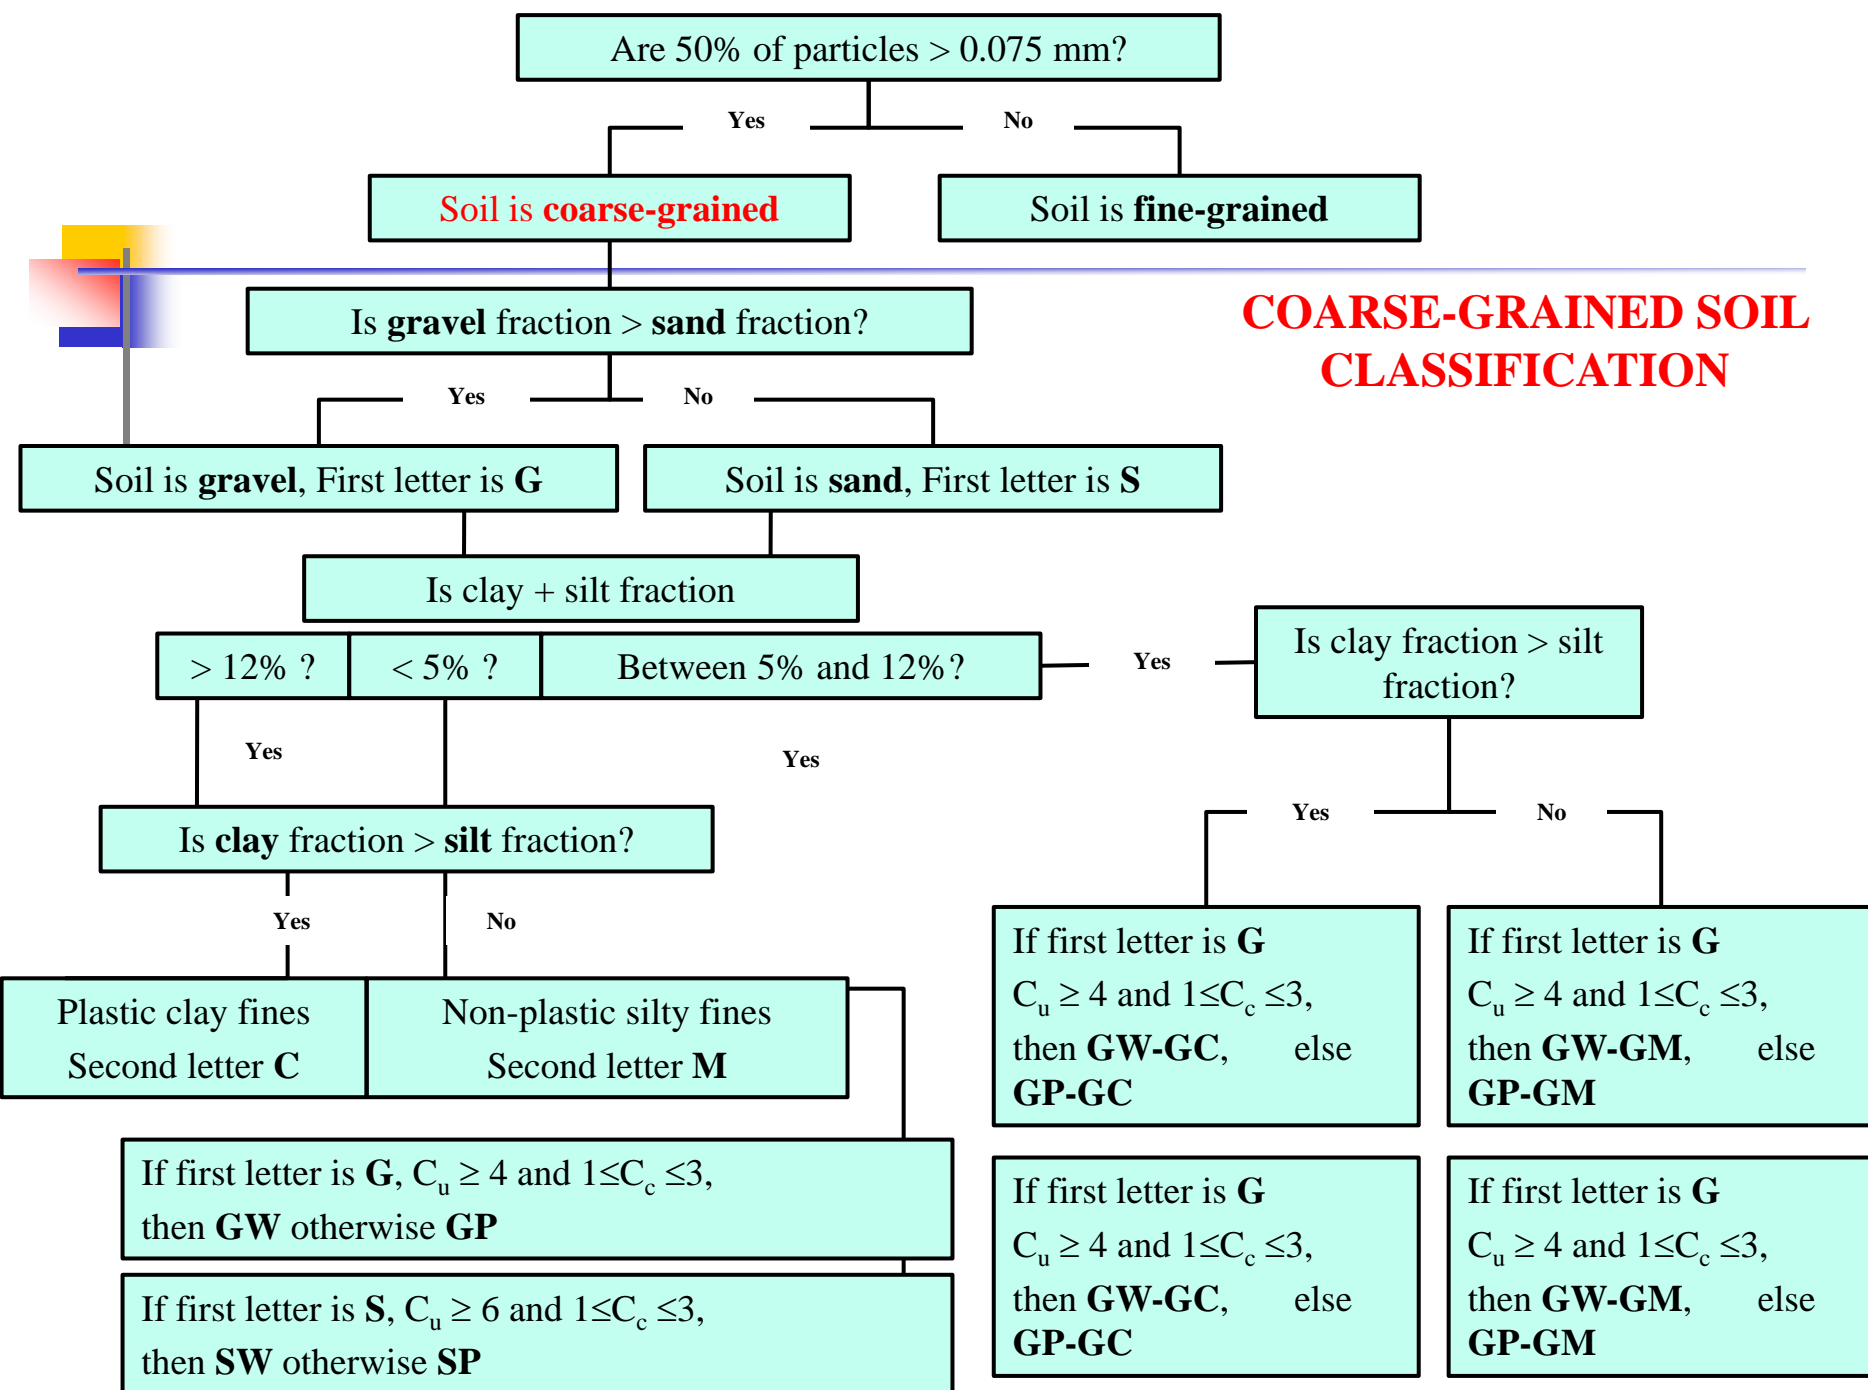 Are 50% of particles > 0.075 mm?
Yes
No
Soil is coarse-grained
Soil is fine-grained
Is gravel fraction > sand fraction?
COARSE-GRAINED SOIL
CLASSIFICATION
Yes
No
Soil is gravel, First letter is G
Soil is sand, First letter is S
Is clay + silt fraction
> 12% ?
< 5% ?
Between 5% and 12%?
Yes
Is clay fraction > silt
fraction?
Yes
Yes
Yes
No
Is clay fraction > silt fraction?
Yes
No
Plastic clay fines
Second letter C
Non-plastic silty fines
Second letter M
If first letter is G
Cu ≥ 4 and 1≤Cc ≤3,
then GW-GC, else
GP-GC
If first letter is G
Cu ≥ 4 and 1≤Cc ≤3,
then GW-GM, else
GP-GM
If first letter is G, Cu ≥ 4 and 1≤Cc ≤3,
then GW otherwise GP
If first letter is S, Cu ≥ 6 and 1≤Cc ≤3,
then SW otherwise SP
If first letter is G
Cu ≥ 4 and 1≤Cc ≤3,
then GW-GC, else
GP-GC
If first letter is G
Cu ≥ 4 and 1≤Cc ≤3,
then GW-GM, else
GP-GM